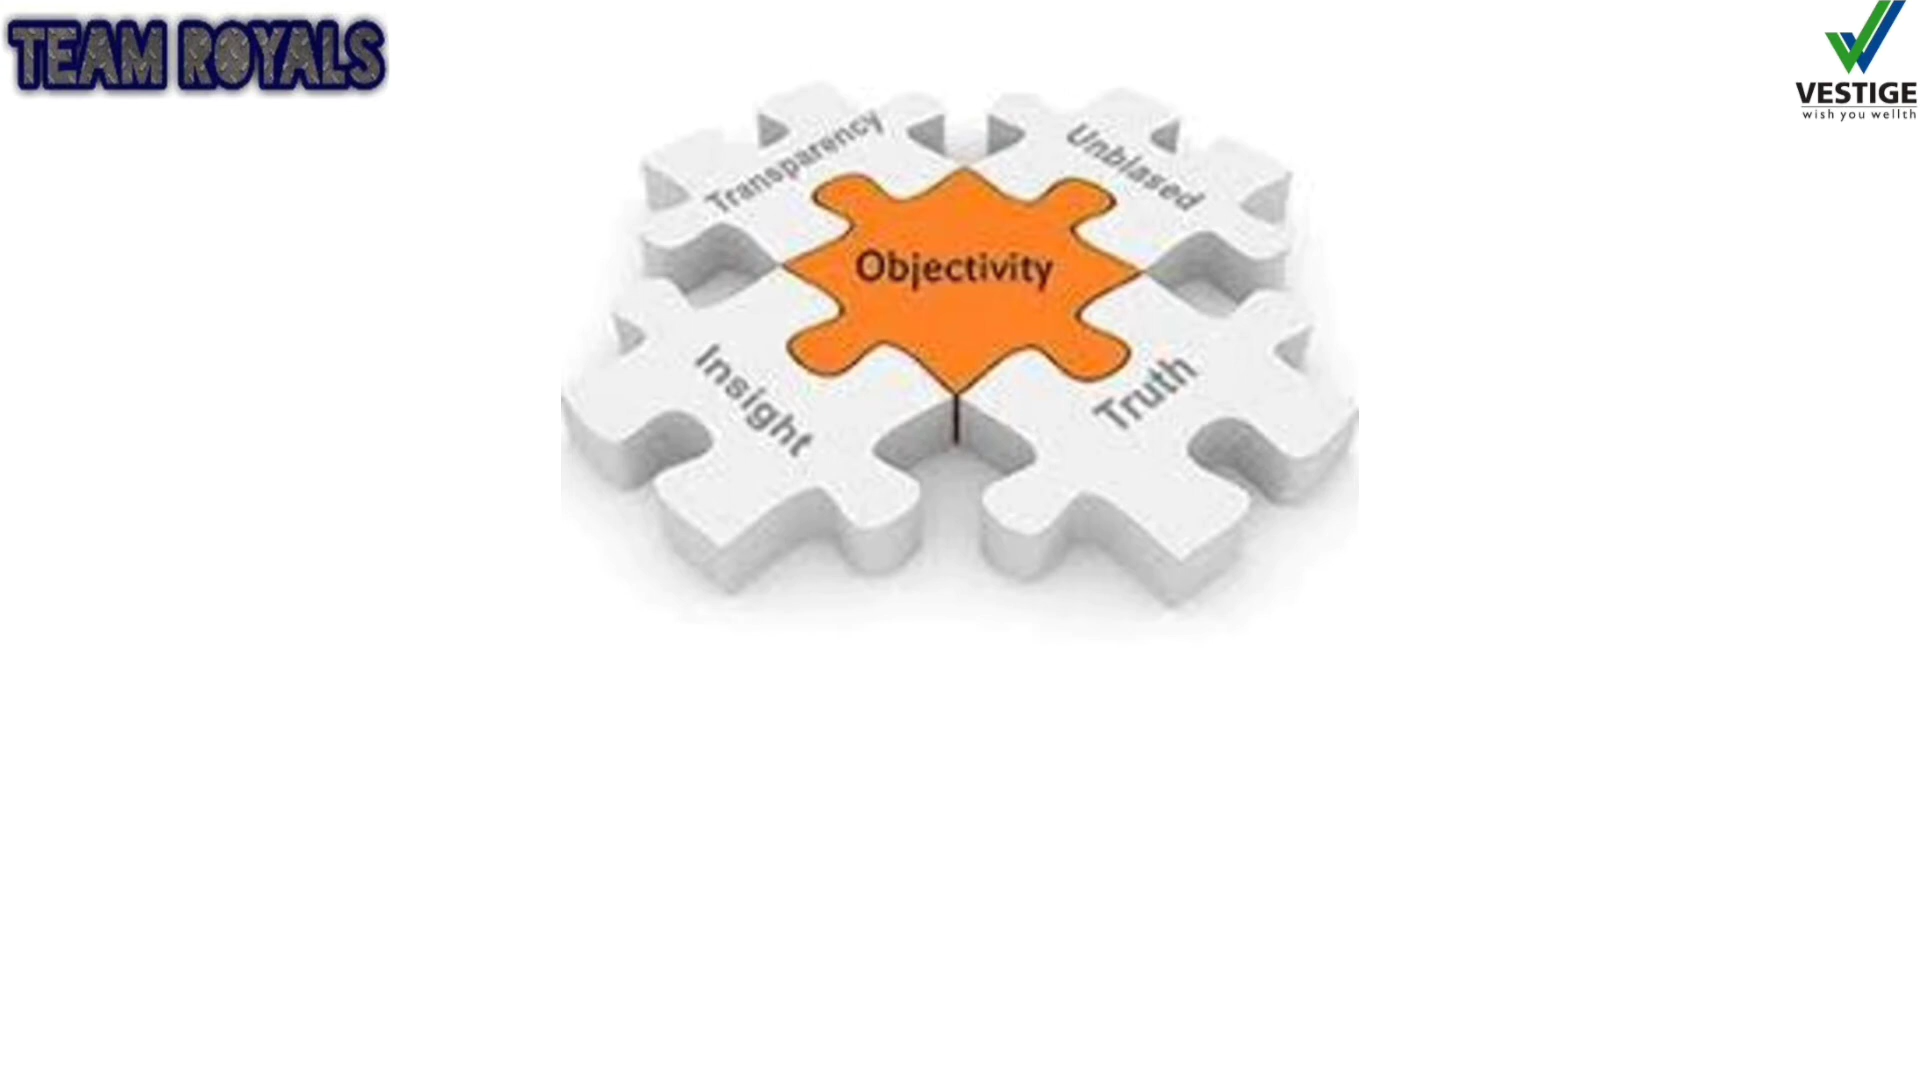 TEAM ROYALS
VESTIGE
wish you wellth
Transparency
Unbiased
Objectivity
Insight
Truth